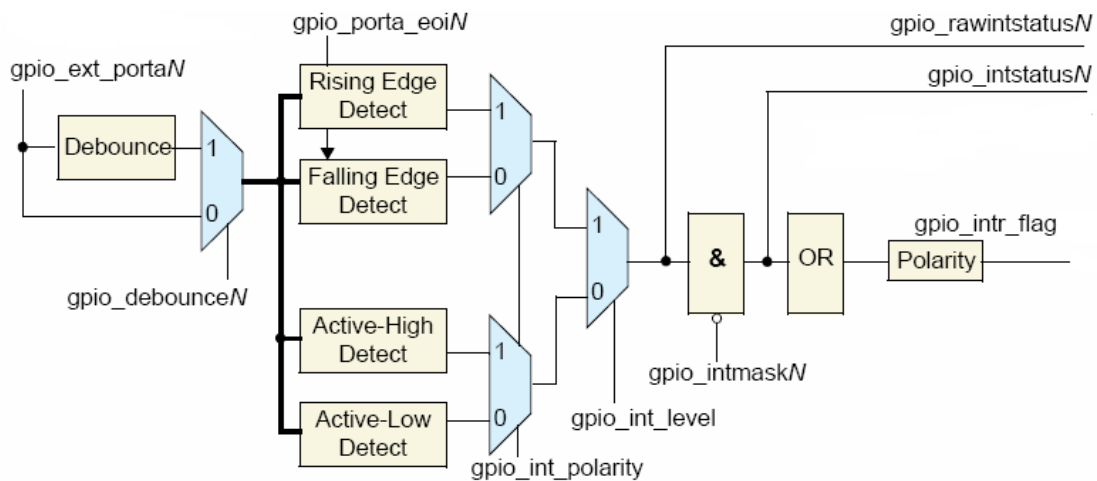 gpio_porta_eoiN
gpio_rawintstatusN
gpio_ext_portaN
gpio_intstatusN
Rising Edge
Detect
1
Debounce
1
0
Falling Edge
Detect
0
1
gpio_intr_flag
&
OR
Polarity
gpio_debounceN
0
Active-High
Detect
1
gpio_intmaskN
0
gpio_int_level
Active-Low
Detect
gpio_int_polarity